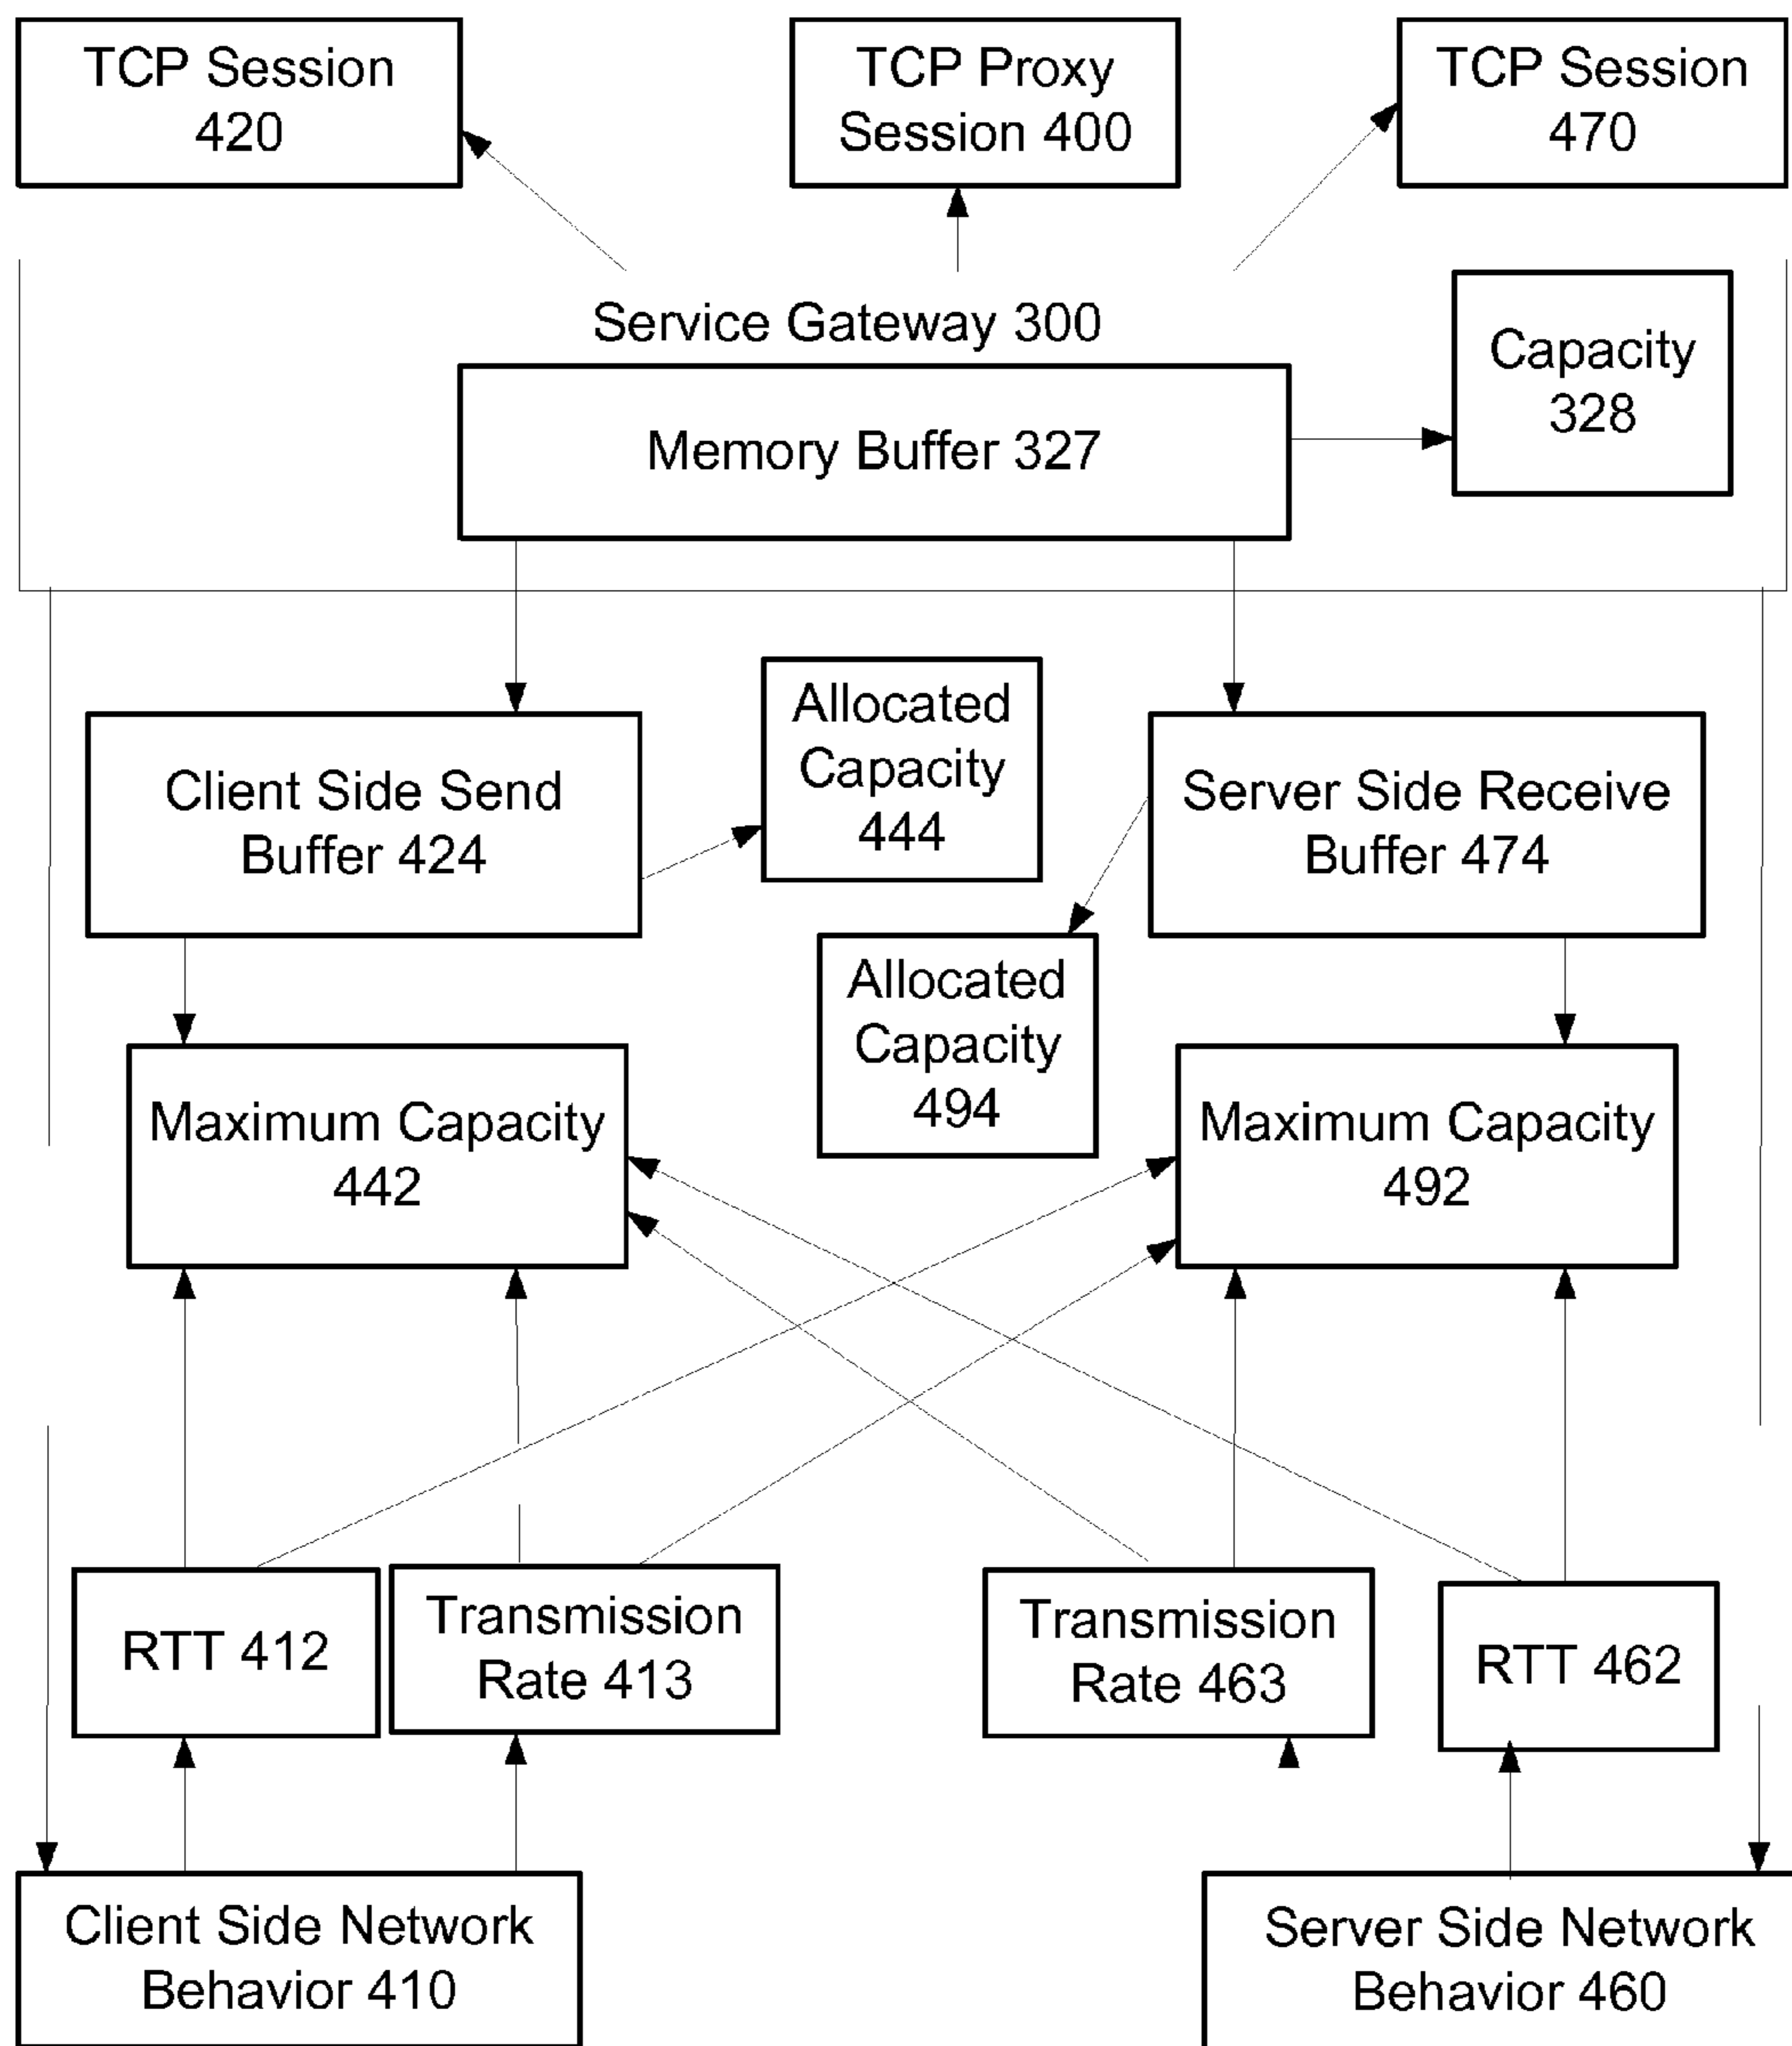 TCP Session
420
TCP Proxy
Session 400
TCP Session
470
Service Gateway 300
Capacity
328
Memory Buffer 327
Allocated
Capacity
444
Client Side Send
Buffer 424
Server Side Receive
Buffer 474
Allocated
Capacity
494
Maximum Capacity
442
Maximum Capacity
492
RTT 412
Transmission
Rate 413
Transmission
Rate 463
RTT 462
Client Side Network
Behavior 410
Server Side Network
Behavior 460